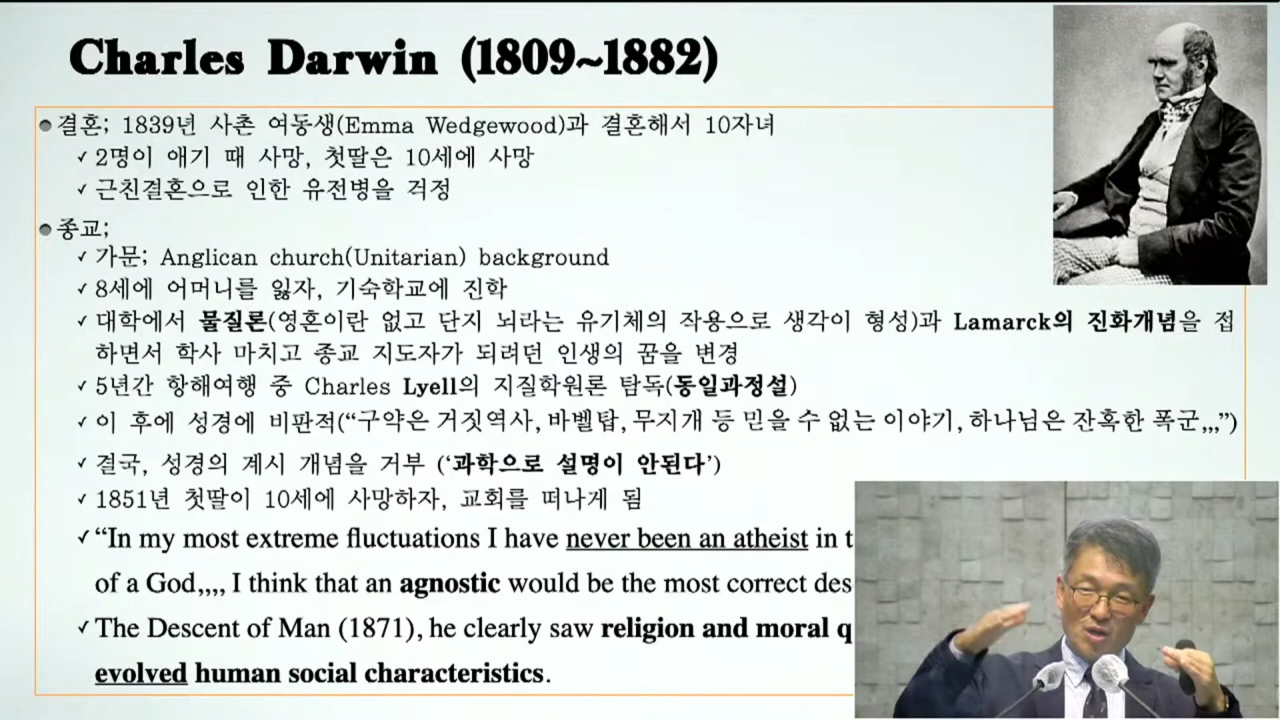 Charles Darwin (1809~1882)
결혼; 1839년 사촌 여동생(Emma Wedgewood)과 결혼해서 10자녀
✓ 2명이 애기 때 사망, 첫딸은 10세에 사망
✓ 근친결혼으로 인한 유전병을 걱정
종교;
✓ 가문; Anglican church(Unitarian) background
✓ 8세에 어머니를 잃자, 기숙학교에 진학
✓ 대학에서 물질론(영혼이란 없고 단지 뇌라는 유기체의 작용으로 생각이 형성)과 Lamarck의 진화개념을 접
하면서 학사 마치고 종교 지도자가 되려던 인생의 꿈을 변경
✓ 5년간 항해여행 중 Charles Lyell의 지질학원론 탐독(동일과정설)
✓ 이 후에 성경에 비판적(“구약은 거짓역사, 바벨탑, 무지개 등 믿을 수 없는 이야기, 하나님은 잔혹한 폭군,,,”)
✓ 결국, 성경의 계시 개념을 거부 (‘과학으로 설명이 안된다’)
✓ 1851년 첫딸이 10세에 사망하자, 교회를 떠나게 됨
✓ “In my most extreme fluctuations I have never been an atheist in t
of a God,,,, I think that an agnostic would be the most correct des
✓ The Descent of Man (1871), he clearly saw religion and moral q
evolved human social characteristics.